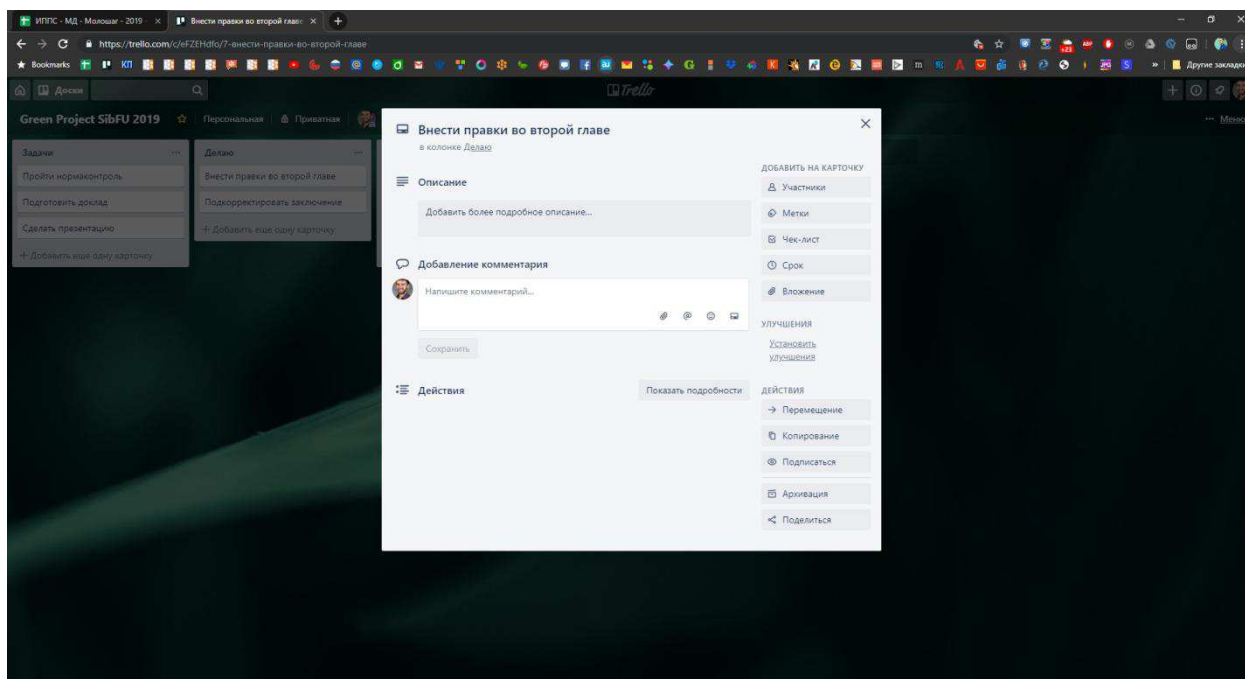 ИППС - МД - Молошаг - 2019
Внести правки во второй главе
https://trello.com/c/eFZEHdfo/7-внести-правки-во-второй-главе
Bookmarks
КП
Другие закладки
Доски
Trello
Green Project SibFU 2019
Персональная
Приватная
Меню
Задачи
Пройти нормаконтроль
Подготовить доклад
Сделать презентацию
+ Добавить еще одну карточку
Делаю
Внести правки во второй главе
Подкорректировать заключение
+ Добавить еще одну карточку
Внести правки во второй главе
в колонке Делаю
Описание
Добавить более подробное описание...
Добавление комментария
Напишите комментарий...
Сохранить
Действия
Показать подробности
ДОБАВИТЬ НА КАРТОЧКУ
Участники
Метки
Чек-лист
Срок
Вложение
УЛУЧШЕНИЯ
Установить
улучшения
ДЕЙСТВИЯ
Перемещение
Копирование
Подписаться
Архивация
Поделиться